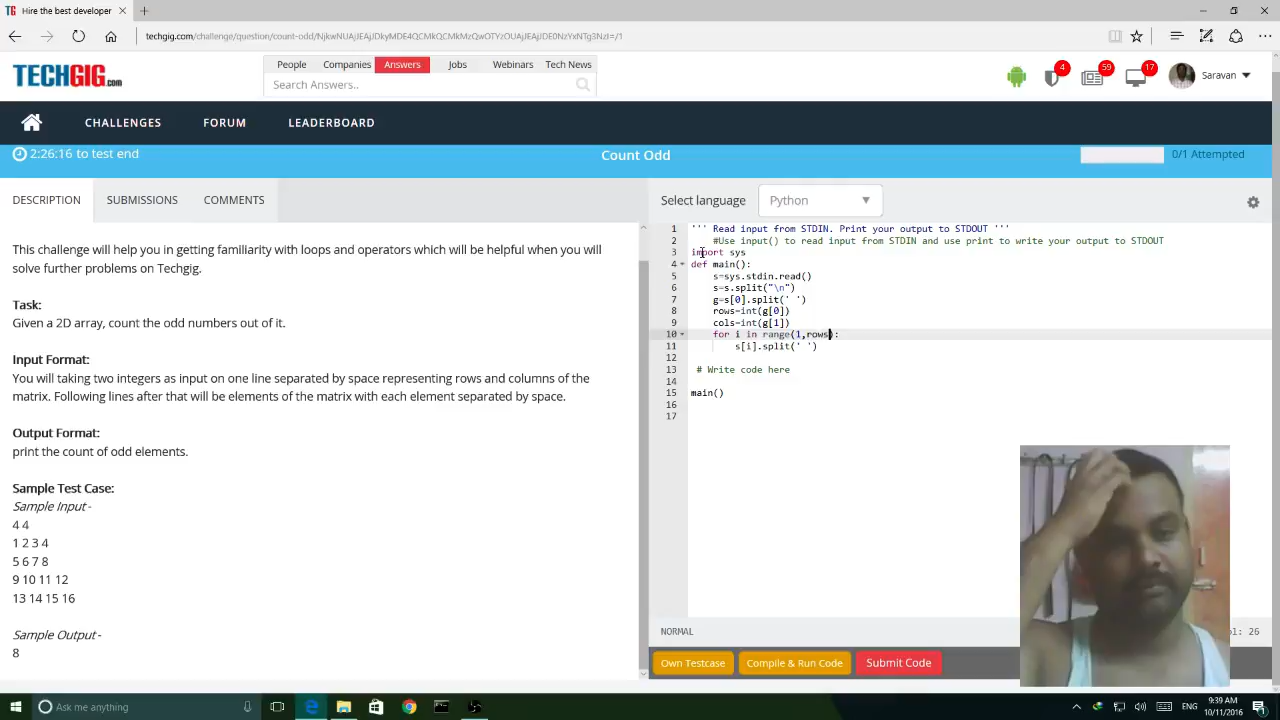 TG Hire the best developer
techgig.com/challenge/question/count-odd/
TECHGIG.com
People Companies Answers Jobs Webinars Tech News
Search Answers..
4 59 17 Saravan
CHALLENGES FORUM LEADERBOARD
2:26:16 to test end Count Odd 0/1 Attempted
DESCRIPTION SUBMISSIONS COMMENTS
This challenge will help you in getting familiarity with loops and operators which will be helpful when you will
solve further problems on Techgig.
Task:
Given a 2D array, count the odd numbers out of it.
Input Format:
You will taking two integers as input on one line separated by space representing rows and columns of the
matrix. Following lines after that will be elements of the matrix with each element separated by space.
Output Format:
print the count of odd elements.
Sample Test Case:
Sample Input -
4 4
1 2 3 4
5 6 7 8
9 10 11 12
13 14 15 16
Sample Output -
8
Select language Python
1 ''' Read input from STDIN. Print your output to STDOUT '''
2 #Use input() to read input from STDIN and use print to write your output to STDOUT
3 import sys
4 def main():
5 s=sys.stdin.read()
6 s=s.split("\n")
7 g=s[0].split(' ')
8 rows=int(g[0])
9 cols=int(g[1])
10 for i in range(1,rows):
11 s[i].split(' ')
12
13 # Write code here
14
15 main()
16
17
NORMAL
: 26
Own Testcase Compile & Run Code Submit Code
Ask me anything
ENG
9:39 AM
10/11/2016